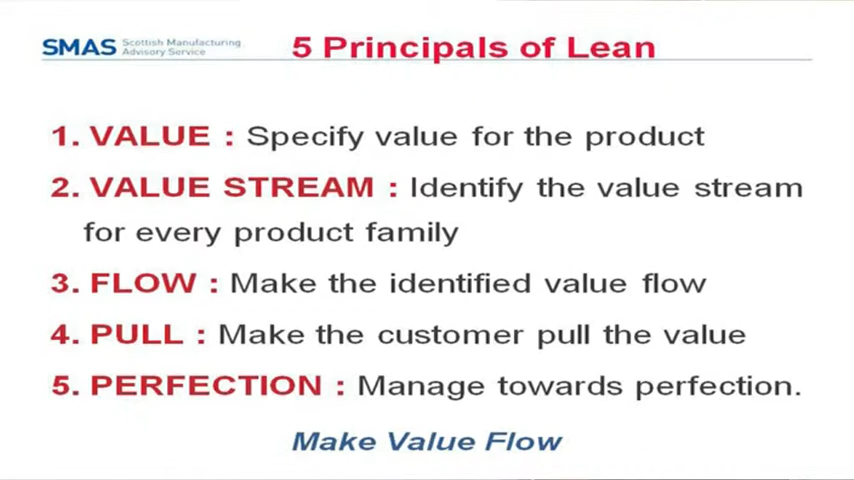 SMAS Scottish Manufacturing
Advisory Service
5 Principals of Lean
1. VALUE : Specify value for the product
2. VALUE STREAM : Identify the value stream
for every product family
3. FLOW : Make the identified value flow
4. PULL : Make the customer pull the value
5. PERFECTION : Manage towards perfection.
Make Value Flow